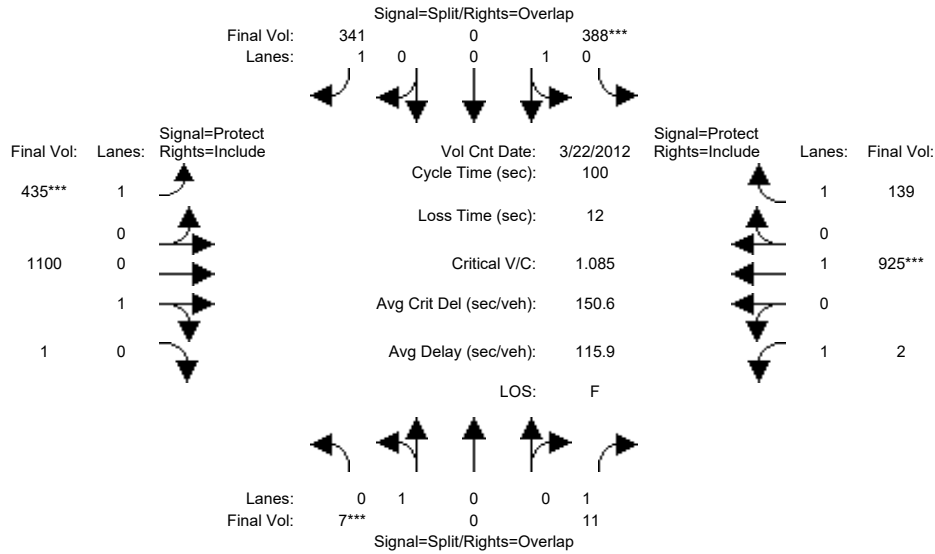 Signal=Split/Rights=Overlap
Final Vol: 341 0 388***
Lanes: 1 0 0 1 0
Signal=Protect
Final Vol: Lanes: Rights=Include
Vol Cnt Date: 3/22/2012
Signal=Protect
Rights=Include Lanes: Final Vol:
Cycle Time (sec): 100
435*** 1
1 139
Loss Time (sec): 12
0
0
1100 0
Critical V/C: 1.085
1 925***
1
Avg Crit Del (sec/veh): 150.6
0
1 0
Avg Delay (sec/veh): 115.9
1 2
LOS: F
Lanes: 0 1 0 0 1
Final Vol: 7*** 0 11
Signal=Split/Rights=Overlap